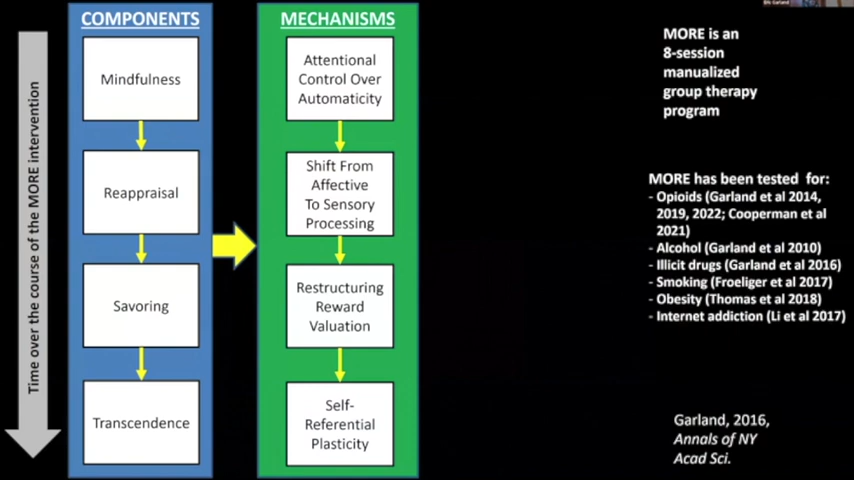 COMPONENTS
MECHANISMS
Time over the course of the MORE intervention
Mindfulness
Reappraisal
Savoring
Transcendence
Attentional
Control Over
Automaticity
Shift From
Affective
To Sensory
Processing
Restructuring
Reward
Valuation
Self-
Referential
Plasticity
MORE is an
8-session
manualized
group therapy
program
MORE has been tested for:
- Opioids (Garland et al 2014,
2019, 2022; Cooperman et al
2021)
- Alcohol (Garland et al 2010)
- Illicit drugs (Garland et al 2016)
- Smoking (Froeliger et al 2017)
- Obesity (Thomas et al 2018)
- Internet addiction (Li et al 2017)
Garland, 2016,
Annals of NY
Acad Sci.
Eric Garland